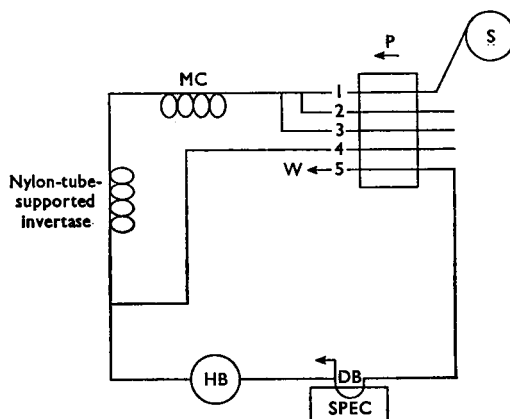 P
S
MC
1
2
3
4
W
5
Nylon-tube-
supported
invertase
HB
DB
SPEC